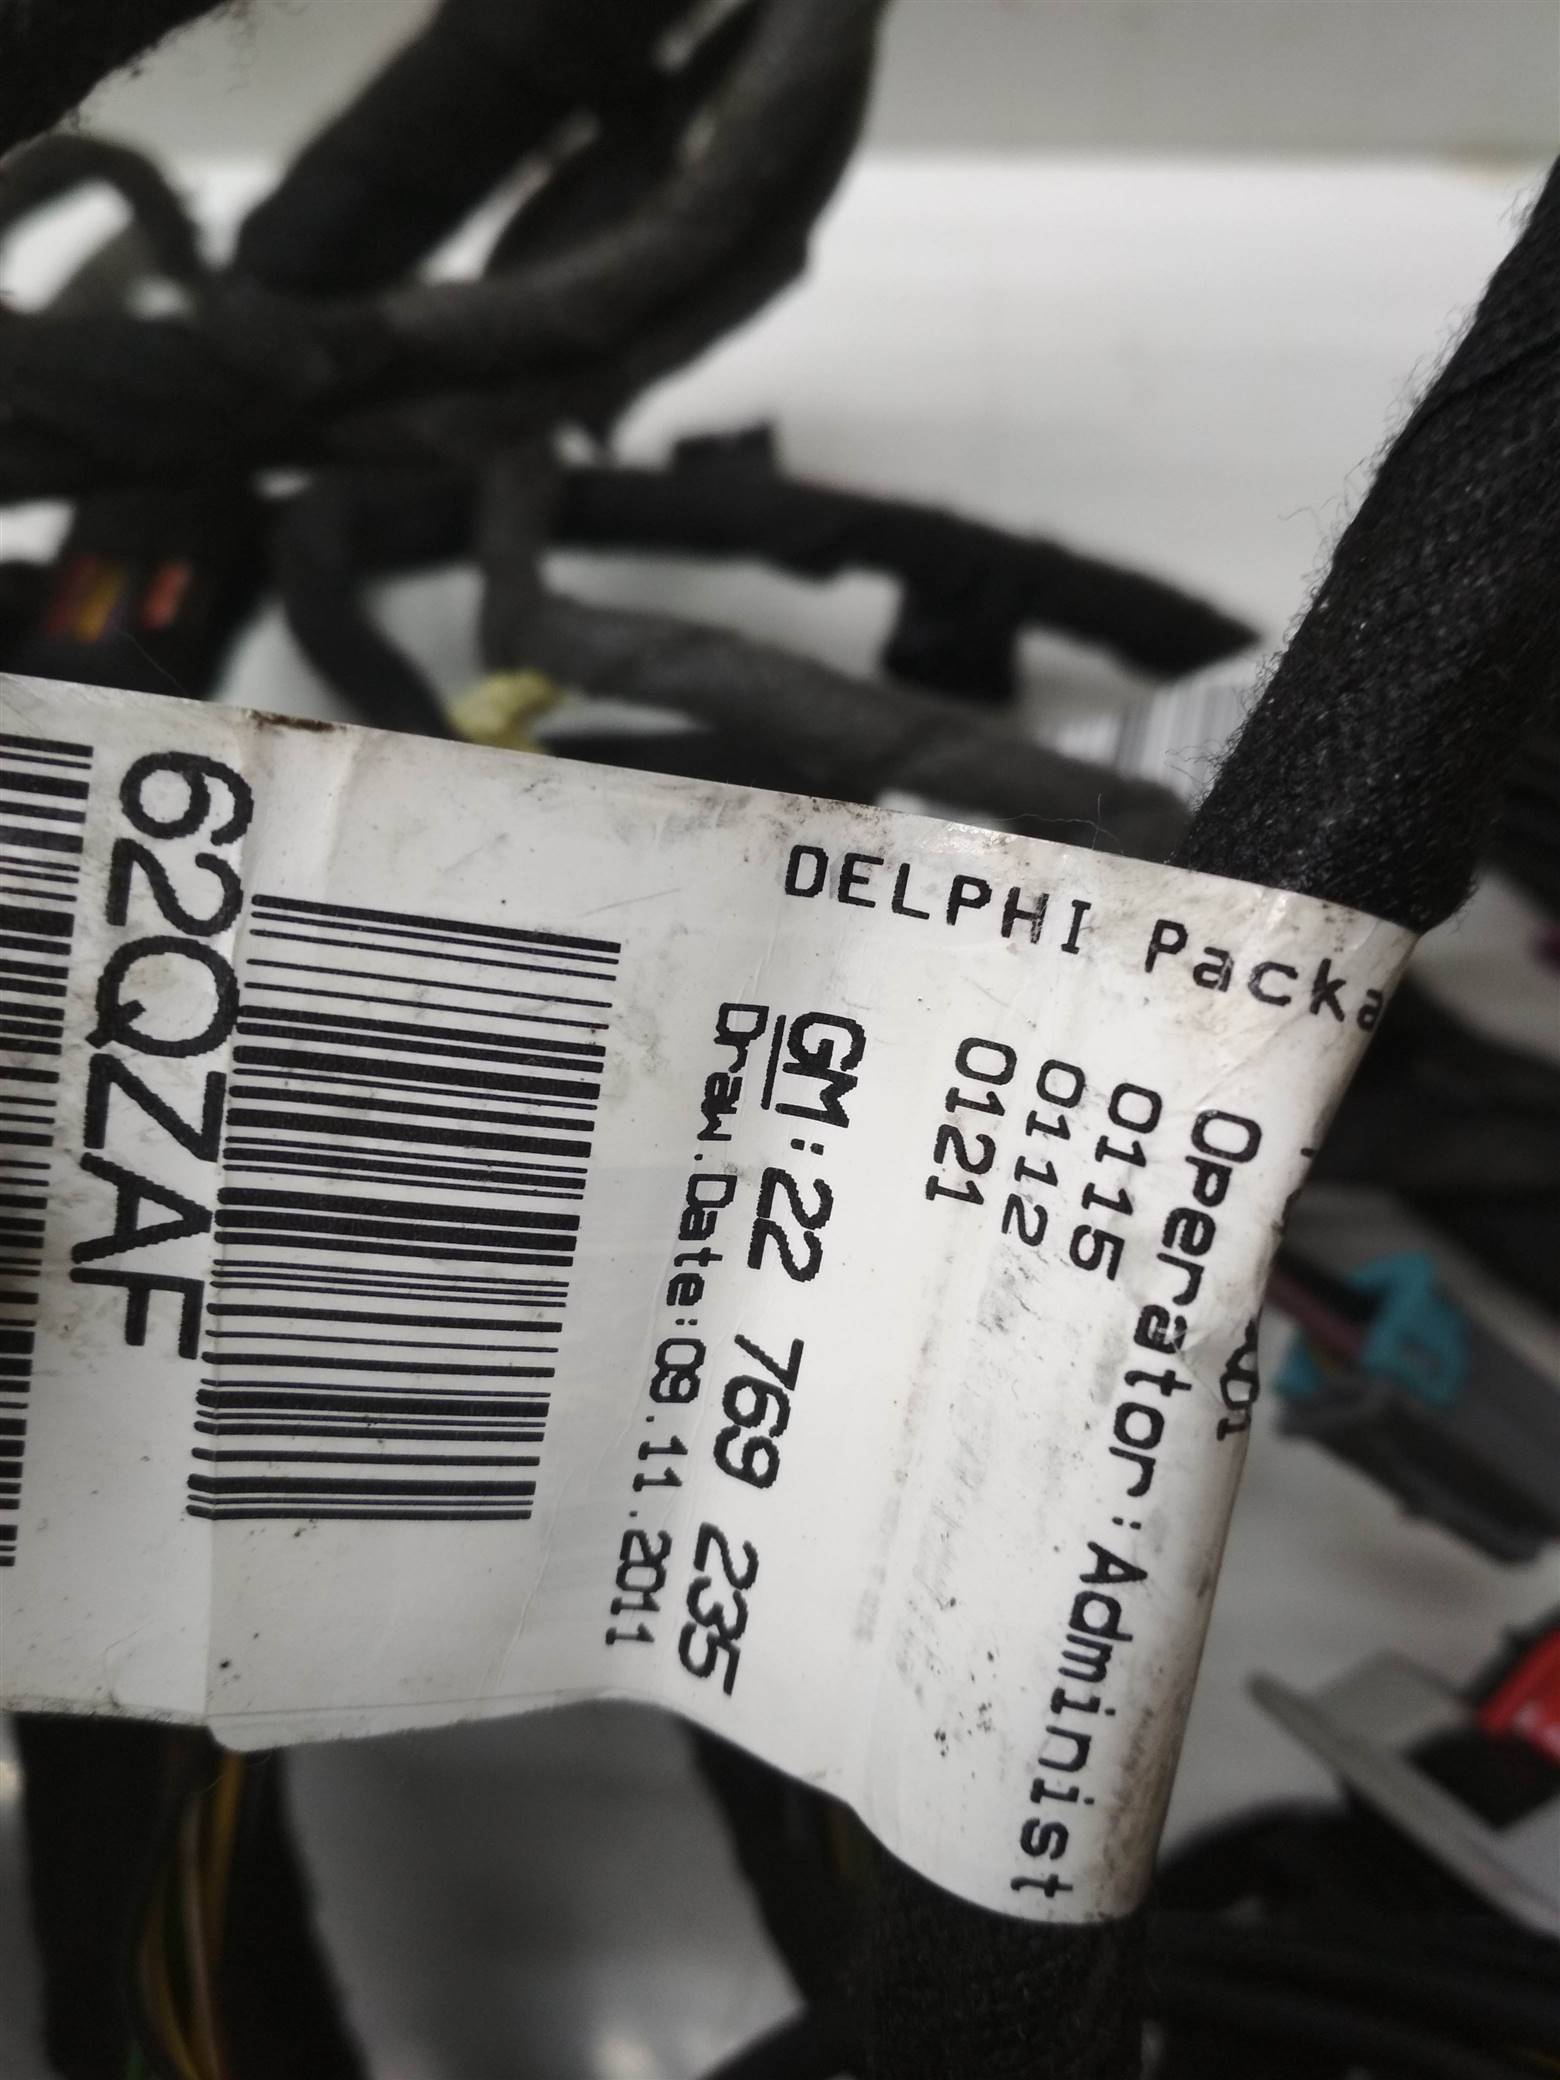 DELPHI Packa
Operator:Administ
0115
0112
0121
GM:22 769 235
Draw.Date:09.11.2011
62QZAF